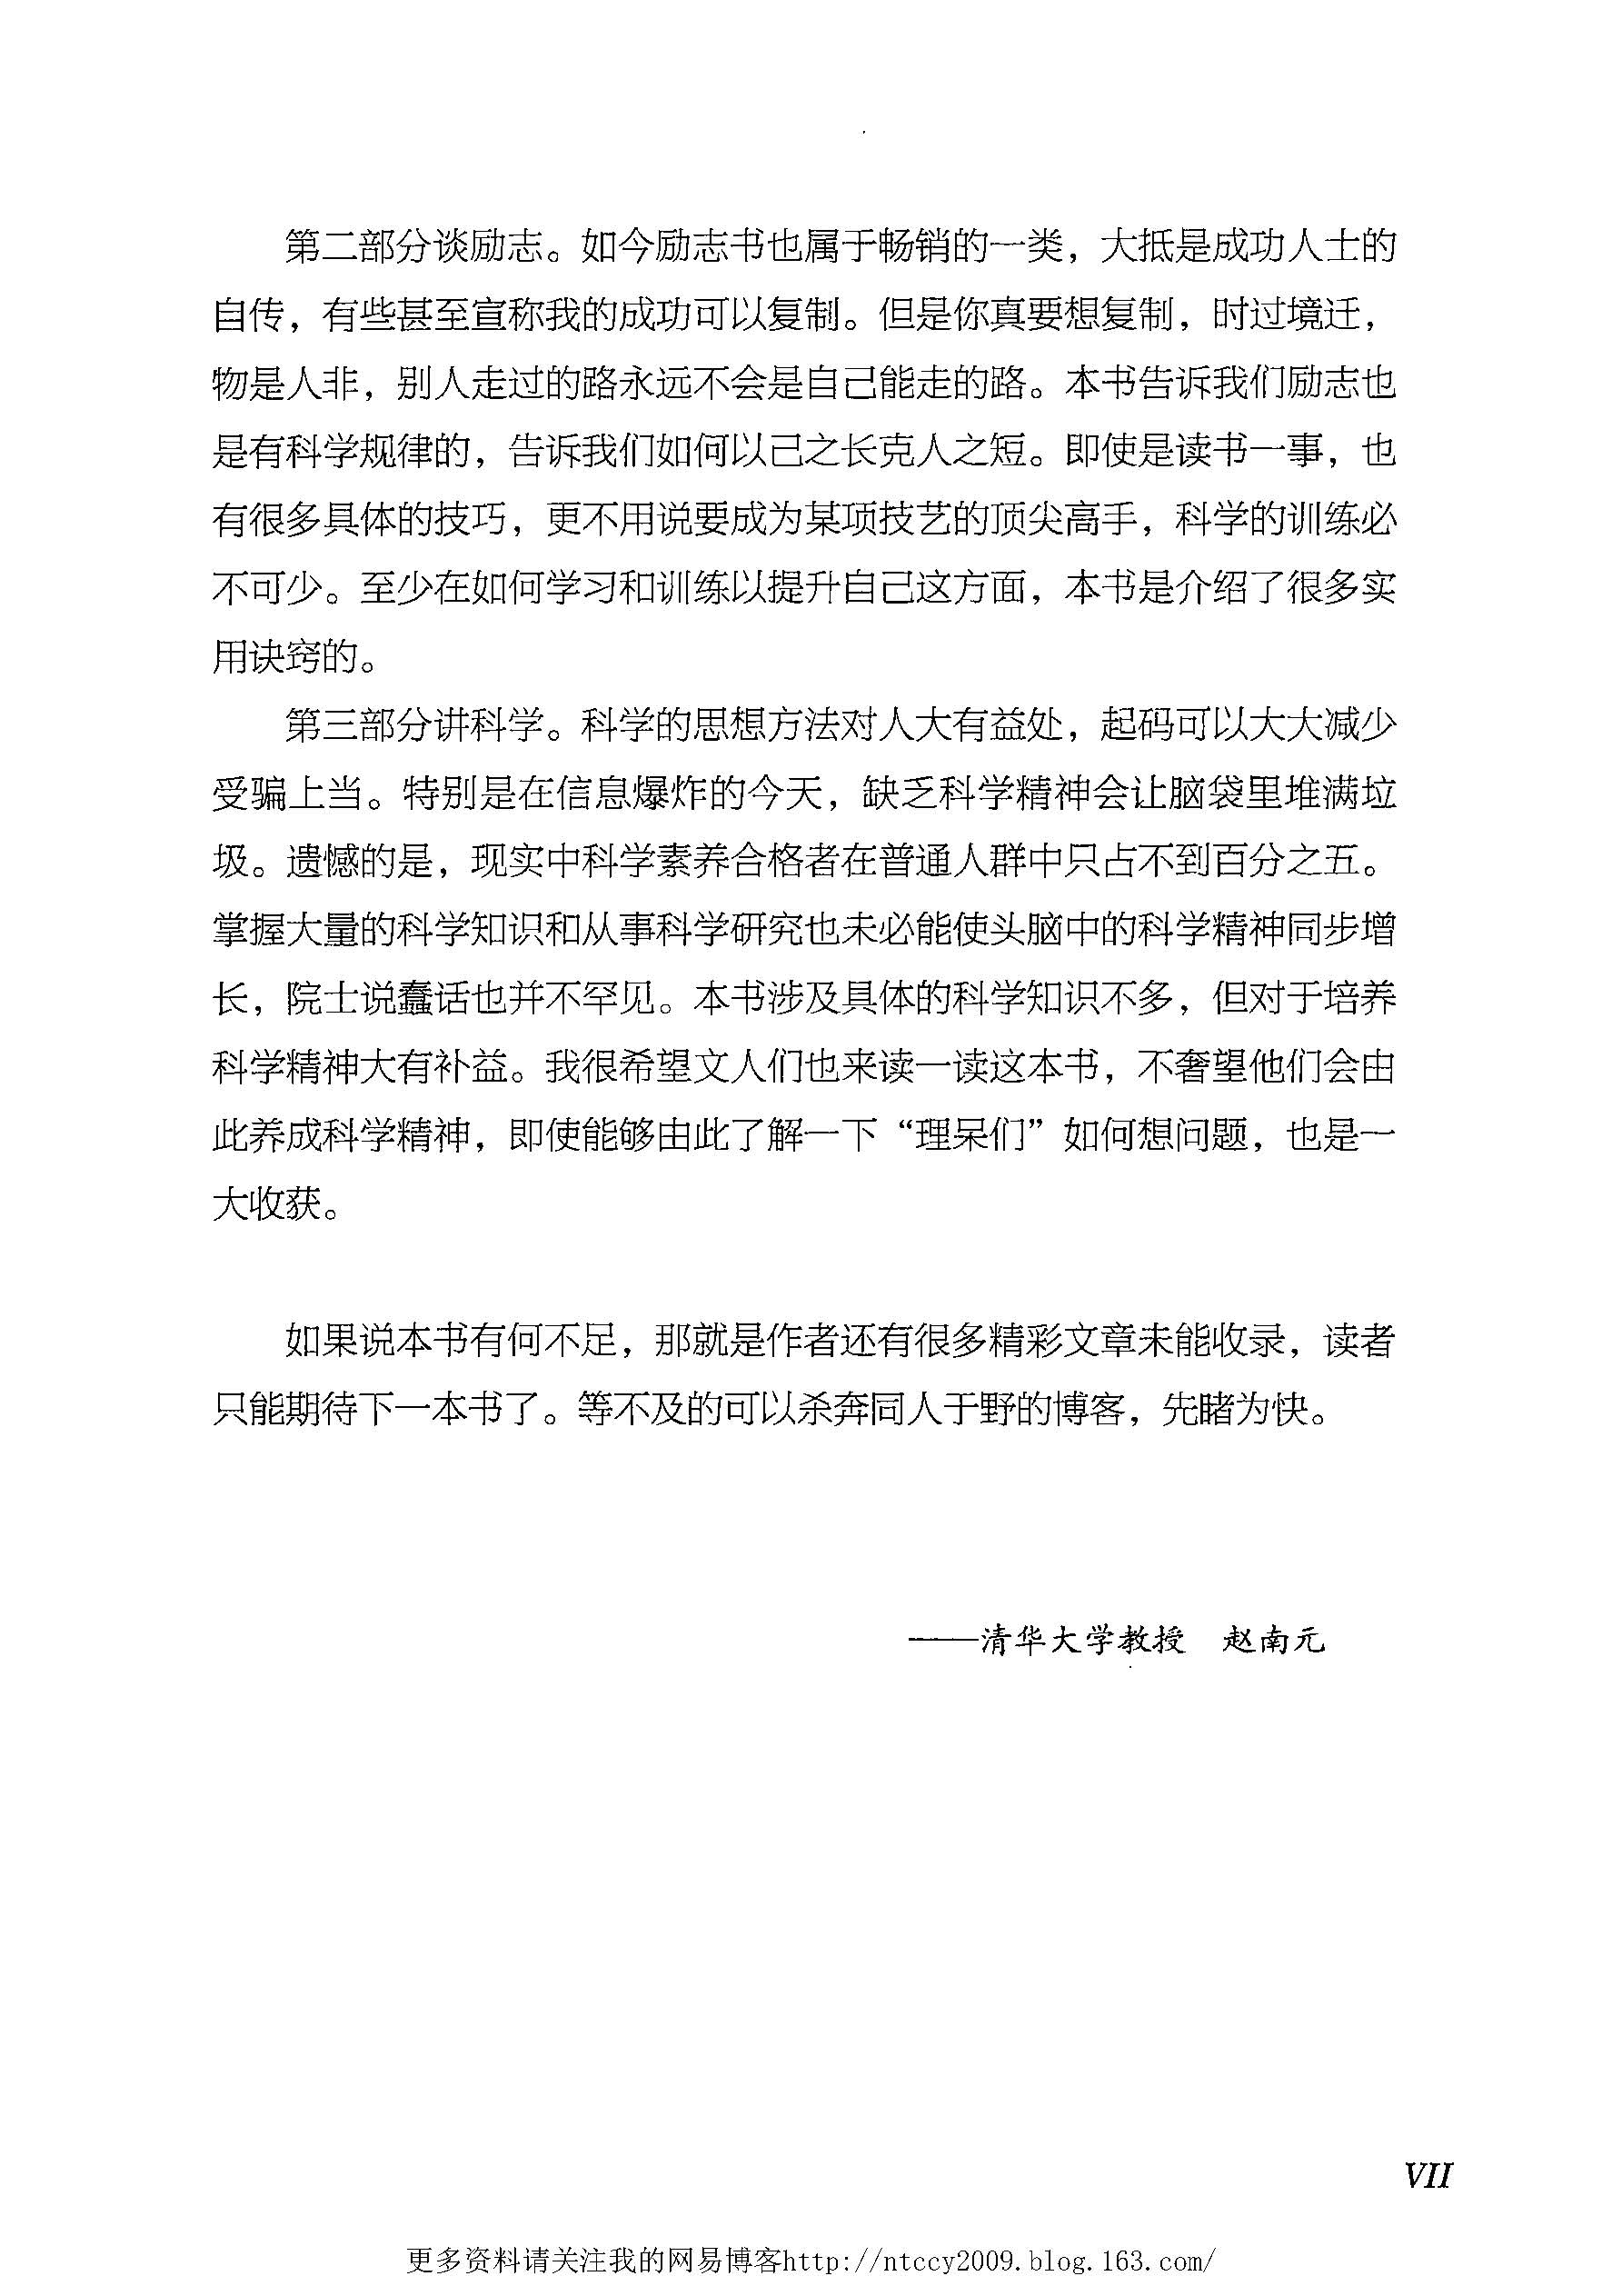 第二部分谈励志。如今励志书也属于畅销的一类，大抵是成功人士的
自传，有些甚至宣称我的成功可以复制。但是你真要想复制，时过境迁，
物是人非，别人走过的路永远不会是自己能走的路。本书告诉我们励志也
是有科学规律的，告诉我们如何以己之长克人之短。即使是读书一事，也
有很多具体的技巧，更不用说要成为某项技艺的顶尖高手，科学的训练必
不可少。至少在如何学习和训练以提升自己这方面，本书是介绍了很多实
用诀窍的。
第三部分讲科学。科学的思想方法对人大有益处，起码可以大大减少
受骗上当。特别是在信息爆炸的今天，缺乏科学精神会让脑袋里堆满垃
圾。遗憾的是，现实中科学素养合格者在普通人群中只占不到百分之五。
掌握大量的科学知识和从事科学研究也未必能使头脑中的科学精神同步增
长，院士说蠢话也并不罕见。本书涉及具体的科学知识不多，但对于培养
科学精神大有补益。我很希望文人们也来读一读这本书，不奢望他们会由
此养成科学精神，即使能够由此了解一下“理呆们”如何想问题，也是一
大收获。
如果说本书有何不足，那就是作者还有很多精彩文章未能收录，读者
只能期待下一本书了。等不及的可以杀奔同人于野的博客，先睹为快。
——清华大学教授　赵南元
VII
更多资料请关注我的网易博客http://ntccy2009.blog.163.com/